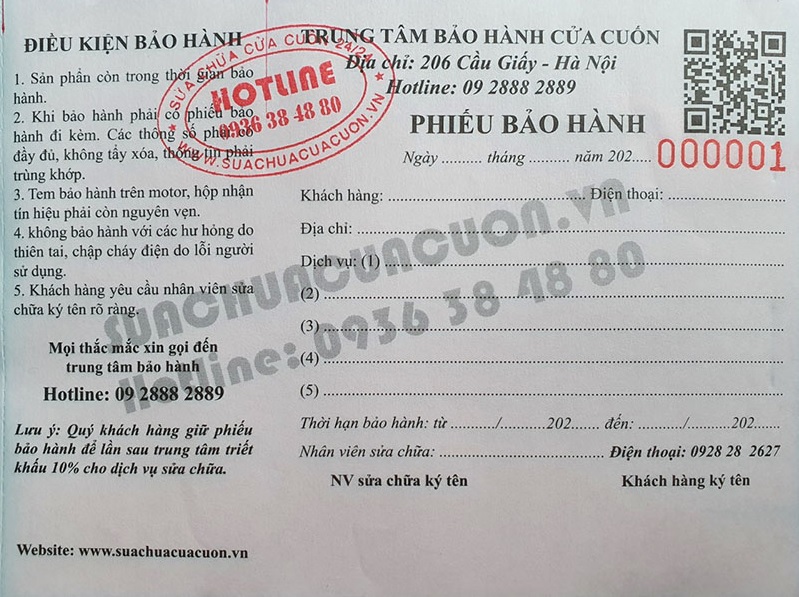 ĐIỀU KIỆN BẢO HÀNH
1. Sản phẩn còn trong thời gian bảo
hành.
2. Khi bảo hành phải có phiếu bảo
hành đi kèm. Các thông số phải có
đầy đủ, không tẩy xóa, thông tin phải
trùng khớp.
3. Tem bảo hành trên motor, hộp nhận
tín hiệu phải còn nguyên vẹn.
4. không bảo hành với các hư hỏng do
thiên tai, chập cháy điện do lỗi người
sử dụng.
5. Khách hàng yêu cầu nhân viên sửa
chữa ký tên rõ ràng.
Mọi thắc mắc xin gọi đến
trung tâm bảo hành
Hotline: 09 2888 2889
Lưu ý: Quý khách hàng giữ phiếu
bảo hành để lần sau trung tâm triết
khấu 10% cho dịch vụ sửa chữa.
Website: www.suachuacuacuon.vn
SỬA CHỮA CỬA CUỐN 24/24
HOTLINE
0936 38 48 80
WWW.SUACHUACUACUON.VN
TRUNG TÂM BẢO HÀNH CỬA CUỐN
Địa chỉ: 206 Cầu Giấy - Hà Nội
Hotline: 09 2888 2889
PHIẾU BẢO HÀNH
Ngày .......... tháng .......... năm 202.....
000001
Khách hàng: .................................... Điện thoại: ........................
Địa chỉ: ................................................................................
Dịch vụ: (1) ...........................................................................
(2) ........................................................................................
(3) ........................................................................................
(4) ........................................................................................
(5) ........................................................................................
Thời hạn bảo hành: từ ........./.........202...... đến: ......../.........202......
Nhân viên sửa chữa: ................................. Điện thoại: 0928 28 2627
NV sửa chữa ký tên
Khách hàng ký tên
SUACHUACUACUON.vn
Hotline: 0936 38 48 80